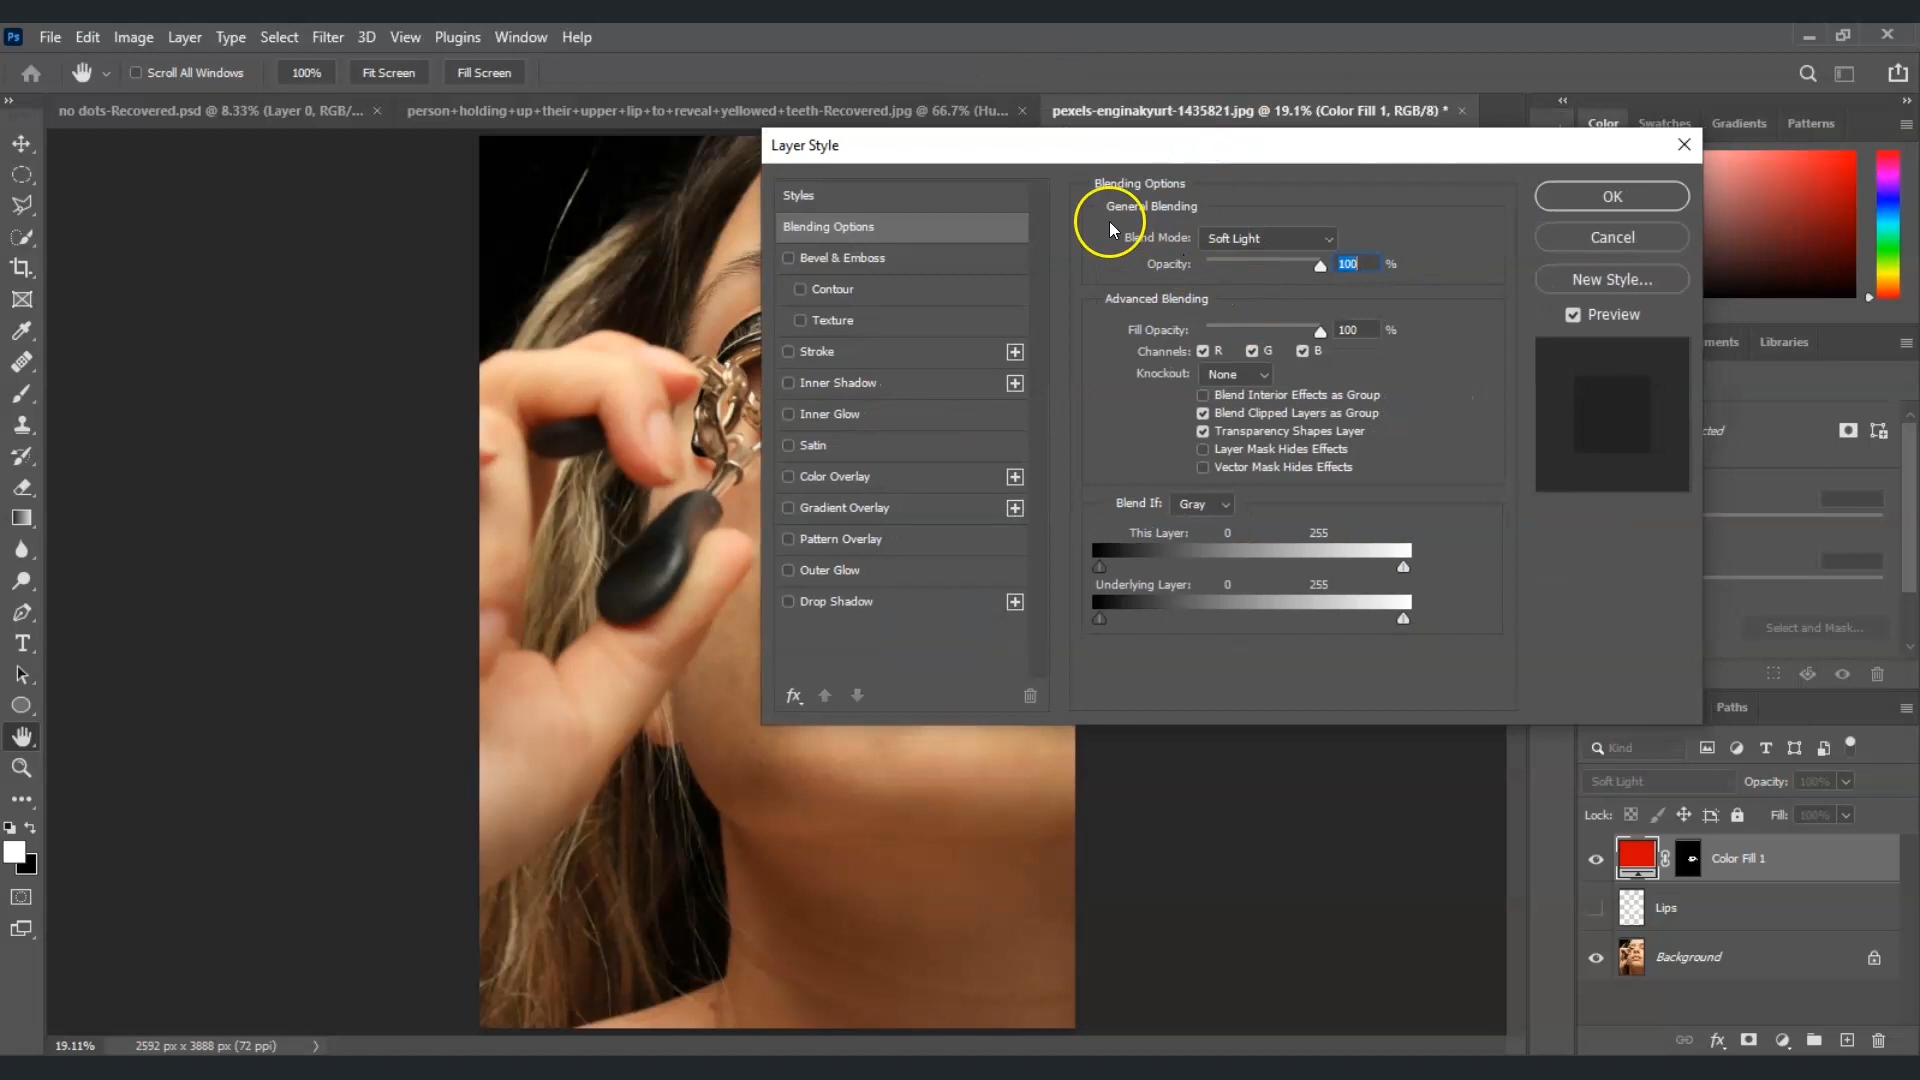 Ps File Edit Image Layer Type Select Filter 3D View Plugins Window Help
Scroll All Windows 100% Fit Screen Fill Screen
no dots-Recovered.psd @ 8.33% (Layer 0, RGB/... × person+holding+up+their+upper+lip+to+reveal+yellowed+teeth-Recovered.jpg @ 66.7% (Hu... × pexels-enginakyurt-1435821.jpg @ 19.1% (Color Fill 1, RGB/8) * ×
Color Swatches Gradients Patterns
Layer Style
Styles
Blending Options
Bevel & Emboss
Contour
Texture
Stroke
Inner Shadow
Inner Glow
Satin
Color Overlay
Gradient Overlay
Pattern Overlay
Outer Glow
Drop Shadow
fx
Blending Options
General Blending
Blend Mode: Soft Light
Opacity: 100 %
Advanced Blending
Fill Opacity: 100 %
Channels: R G B
Knockout: None
Blend Interior Effects as Group
Blend Clipped Layers as Group
Transparency Shapes Layer
Layer Mask Hides Effects
Vector Mask Hides Effects
Blend If: Gray
This Layer: 0 255
Underlying Layer: 0 255
OK
Cancel
New Style...
Preview
ments Libraries
cted
Select and Mask...
Paths
Kind
Soft Light Opacity: 100%
Lock: Fill: 100%
Color Fill 1
Lips
Background
fx
19.11% 2592 px x 3888 px (72 ppi)